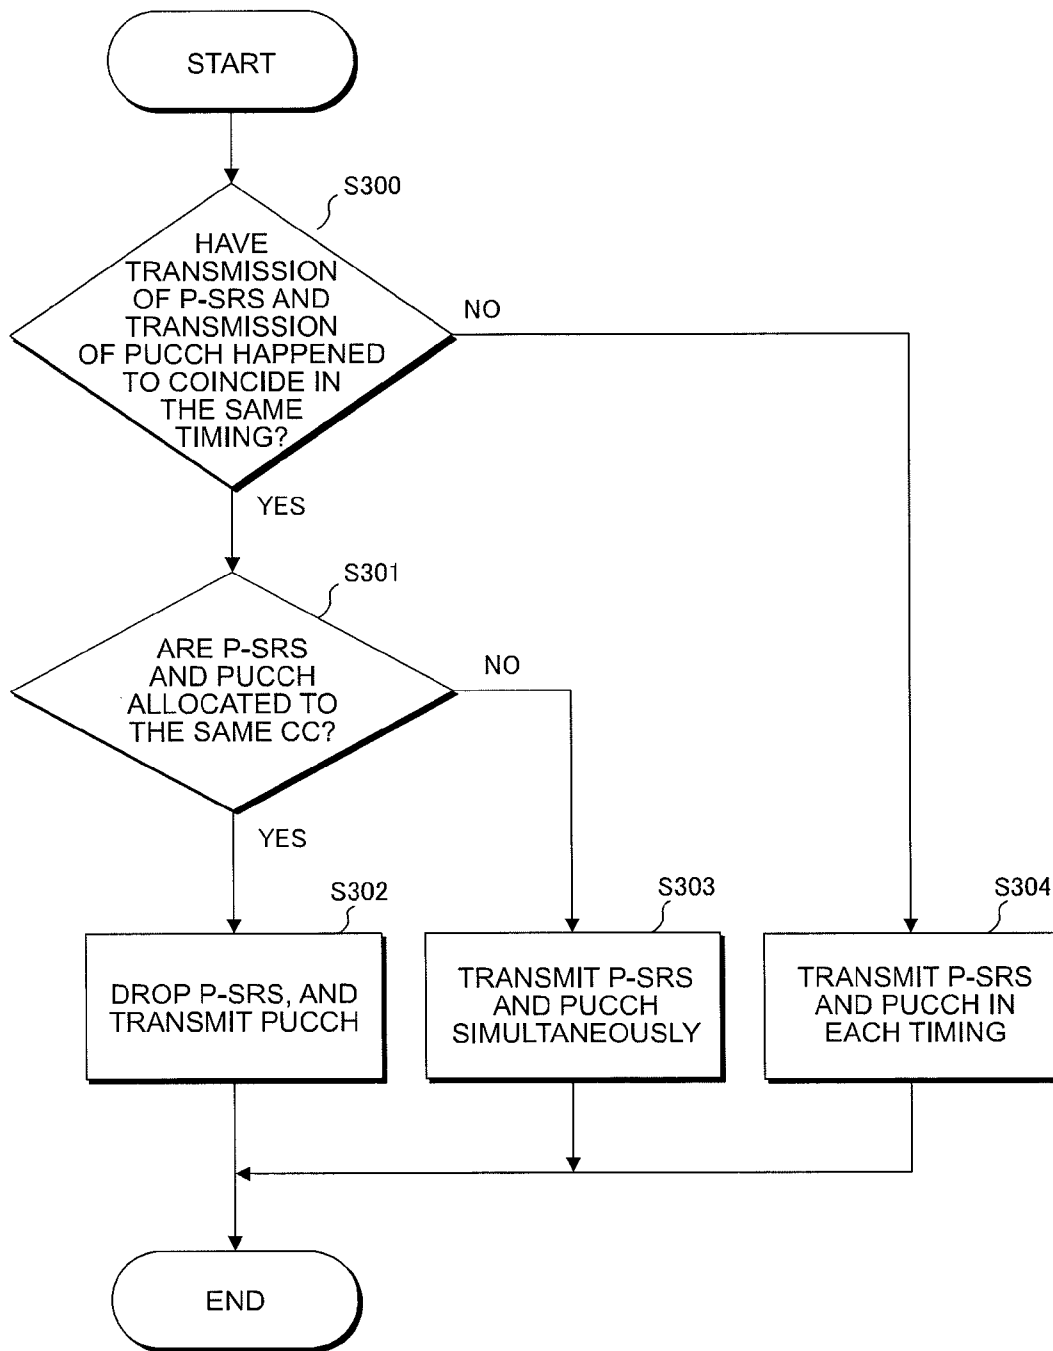 START
S300
HAVE
TRANSMISSION
OF P-SRS AND
TRANSMISSION
OF PUCCH HAPPENED
TO COINCIDE IN
THE SAME
TIMING?
NO
YES
S301
ARE P-SRS
AND PUCCH
ALLOCATED TO
THE SAME CC?
NO
YES
S302
DROP P-SRS, AND
TRANSMIT PUCCH
S303
TRANSMIT P-SRS
AND PUCCH
SIMULTANEOUSLY
S304
TRANSMIT P-SRS
AND PUCCH IN
EACH TIMING
END